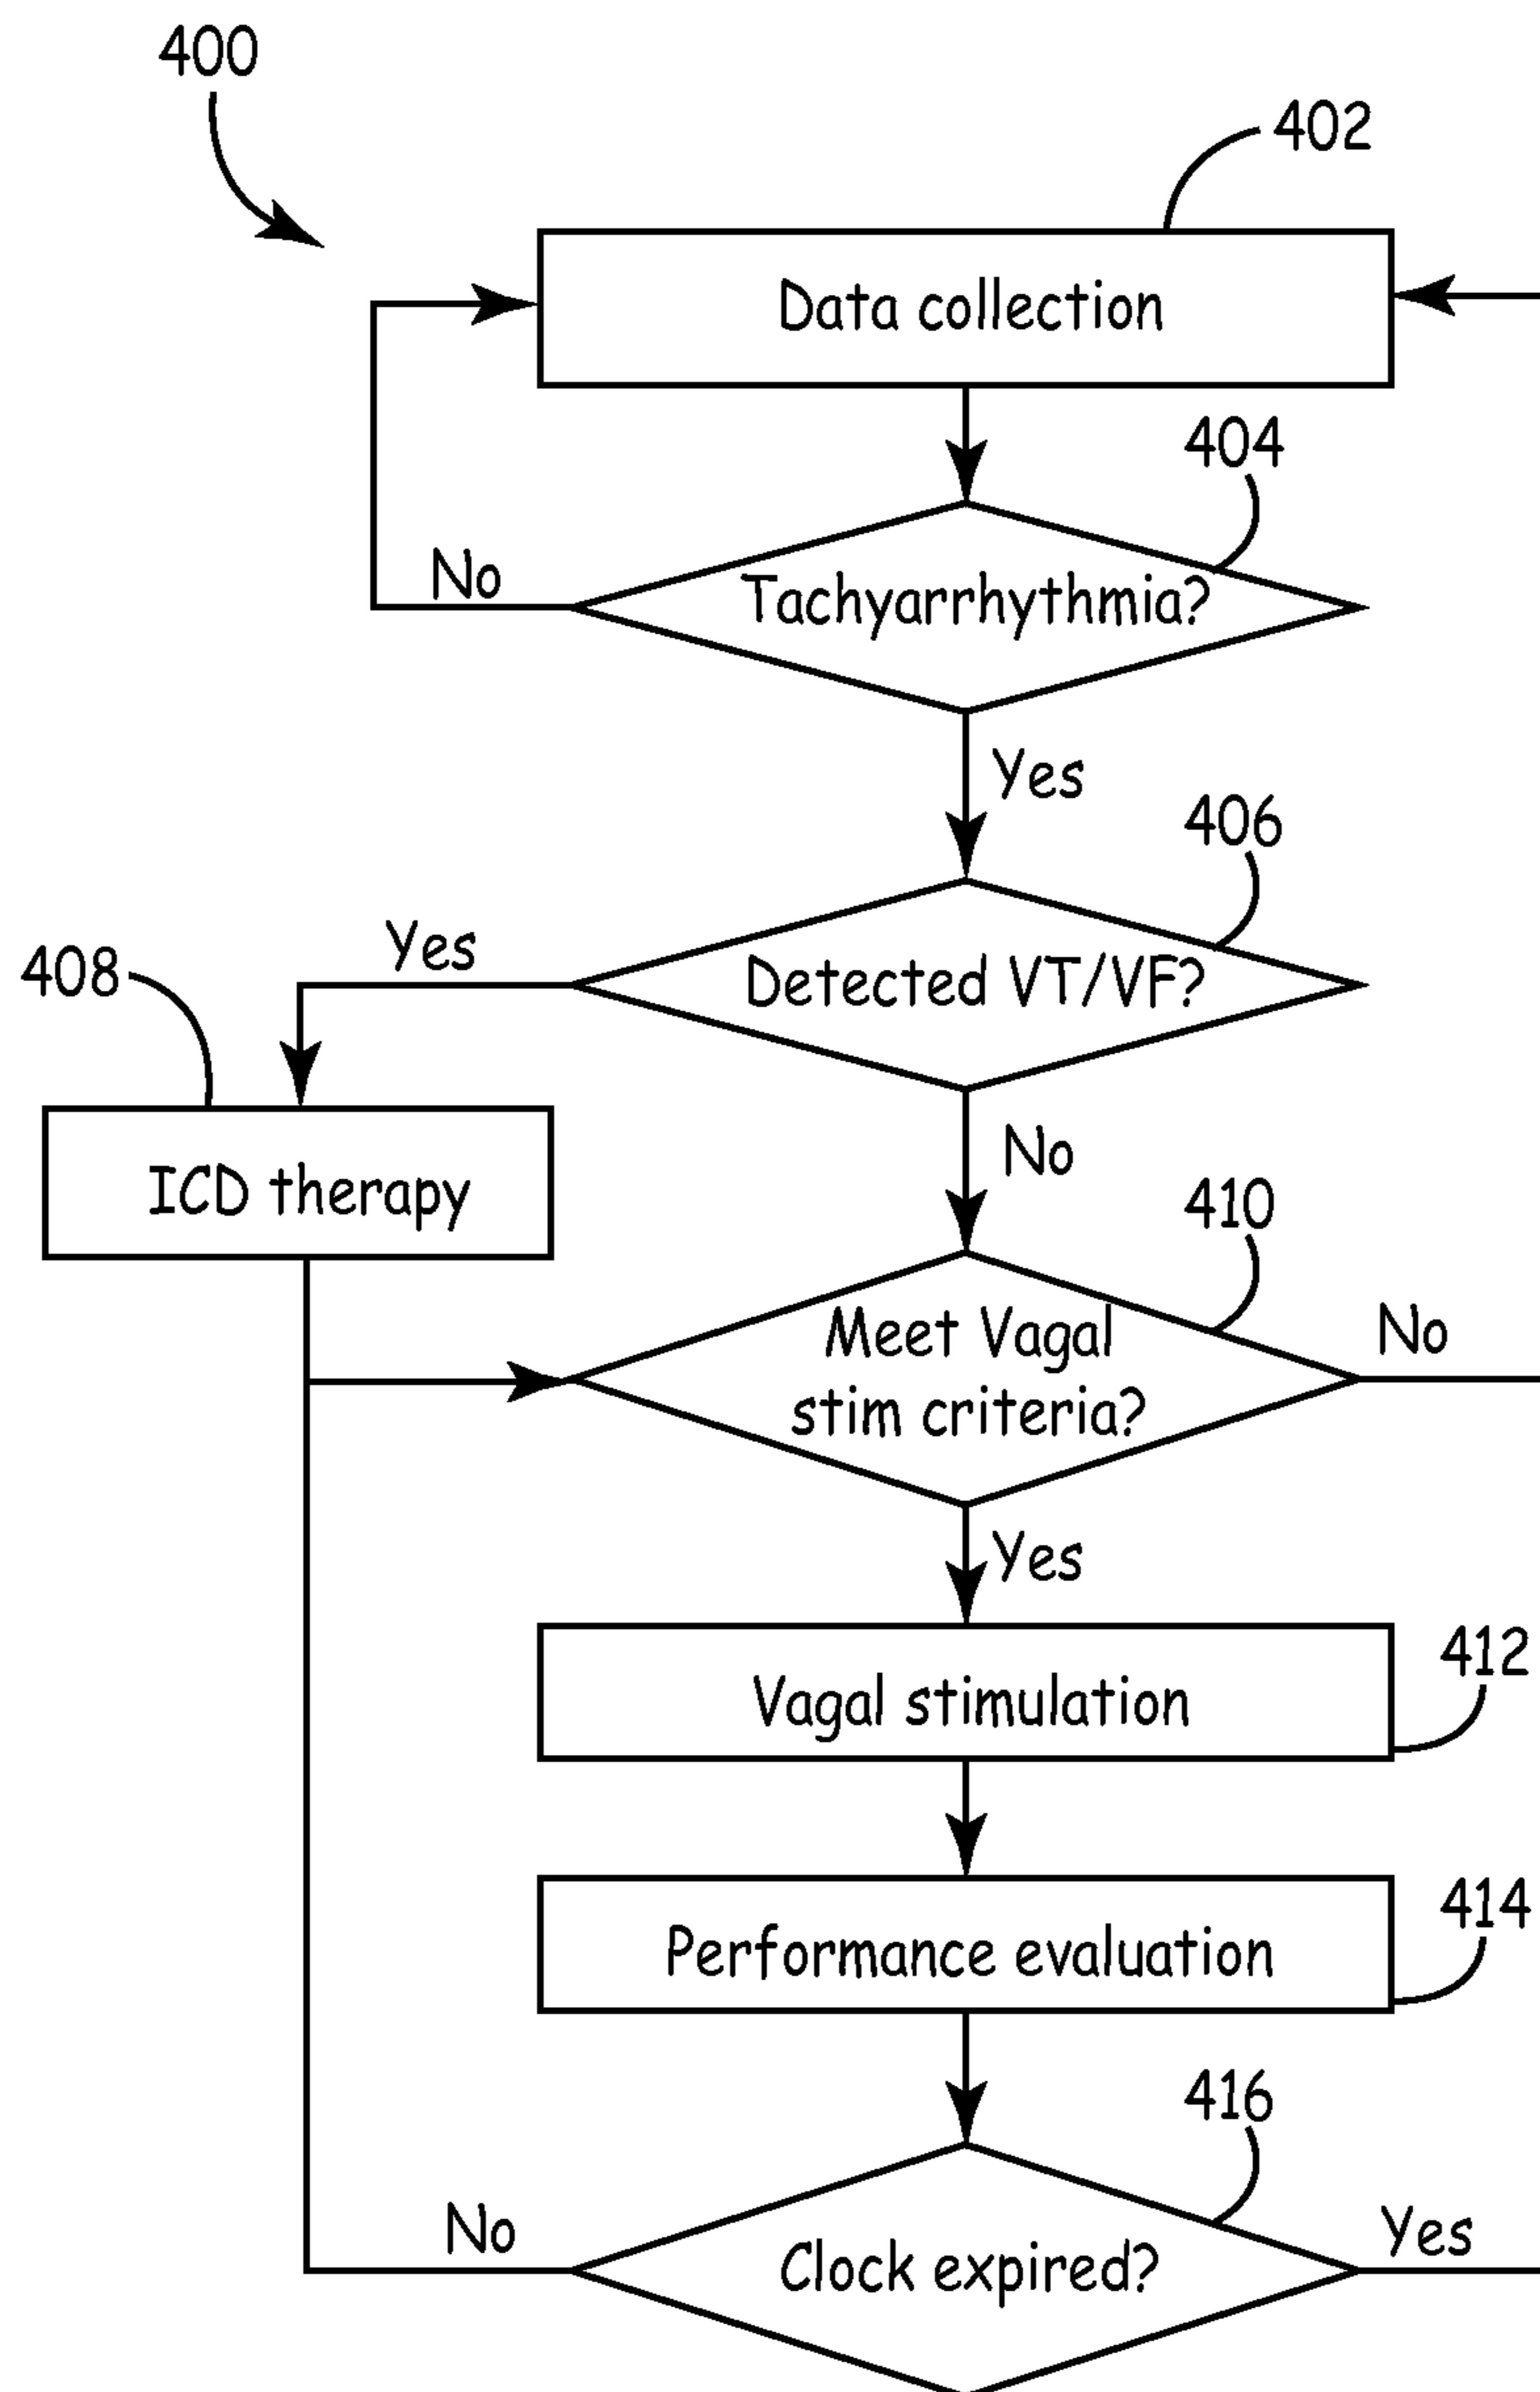 400
402
Data collection
404
No
Tachyarrhythmia?
Yes
406
Yes
408
Detected VT/VF?
No
ICD therapy
410
No
Meet Vagal
stim criteria?
Yes
412
Vagal stimulation
414
Performance evaluation
416
No
Yes
Clock expired?